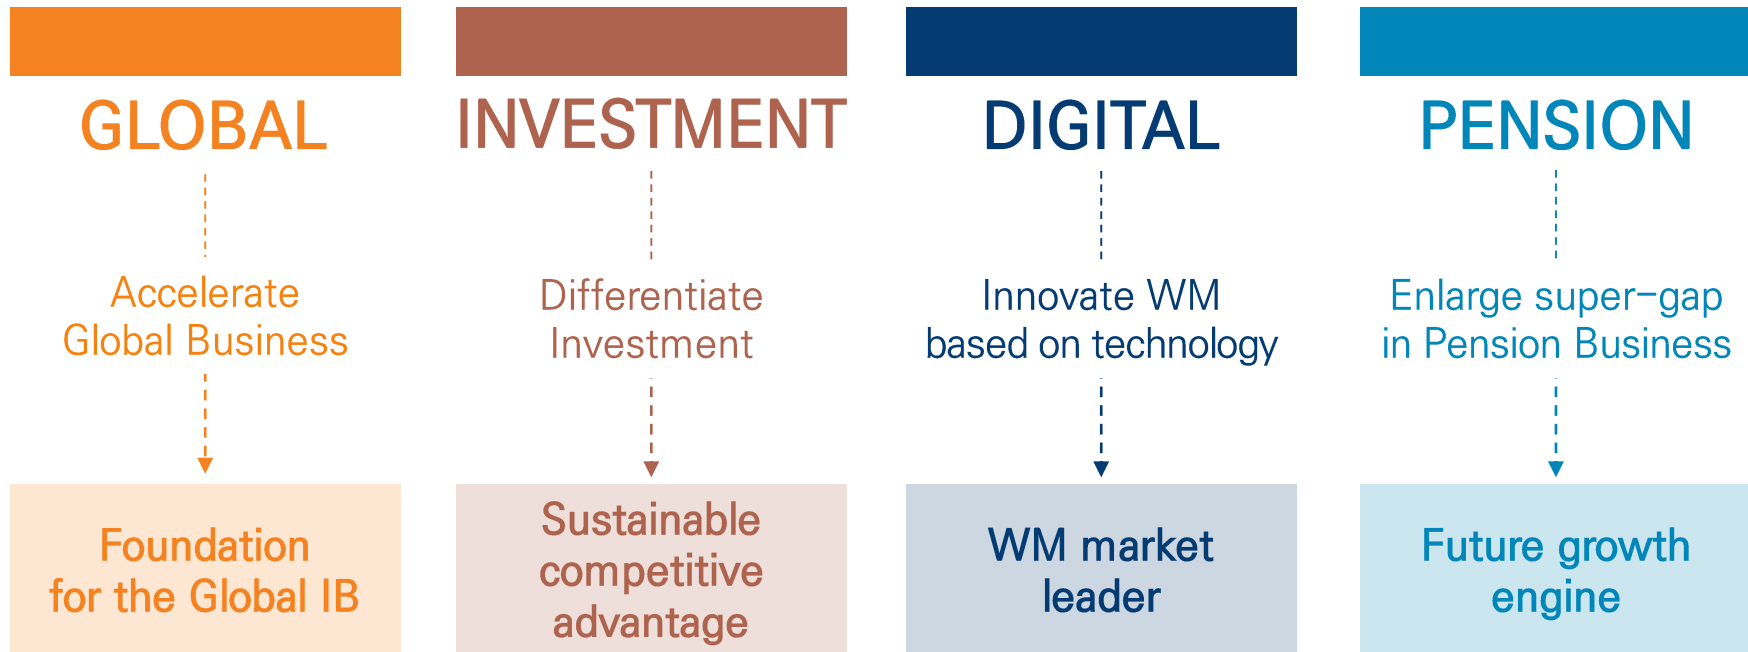 GLOBAL
Accelerate
Global Business
Foundation
for the Global IB
INVESTMENT
Differentiate
Investment
Sustainable
competitive
advantage
DIGITAL
Innovate WM
based on technology
WM market
leader
PENSION
Enlarge super-gap
in Pension Business
Future growth
engine